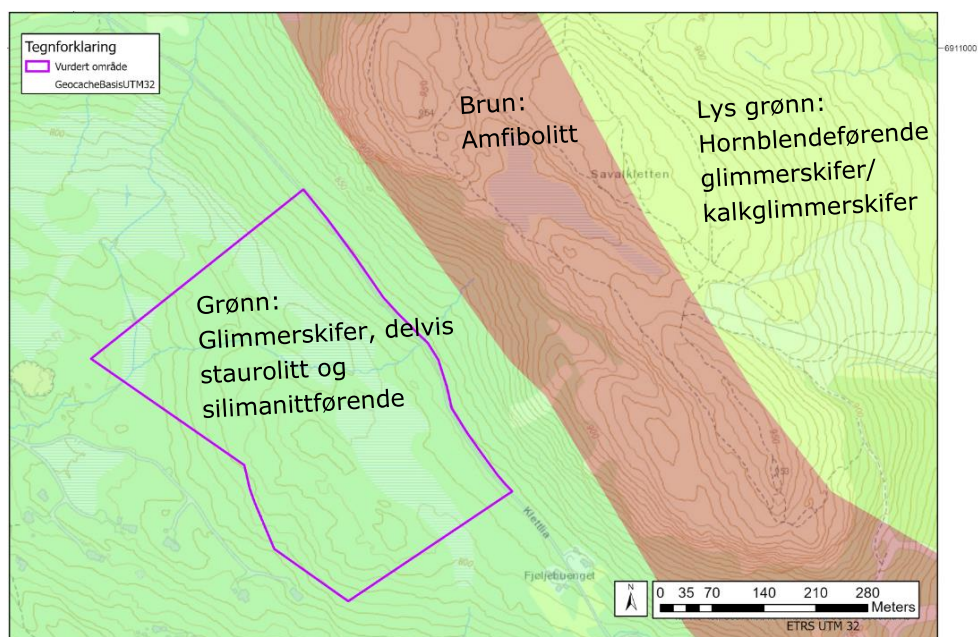 Tegnforklaring
Vurdert område
GeocacheBasisUTM32
6911000
Brun:
Amfibolitt
Lys grønn:
Hornblendeførende
glimmerskifer/
kalkglimmerskifer
Savalkletten
Grønn:
Glimmerskifer, delvis
staurolitt og
silimanittførende
Klettlia
Fjøljebuenget
N
0 35 70 140 210 280
Meters
ETRS UTM 32